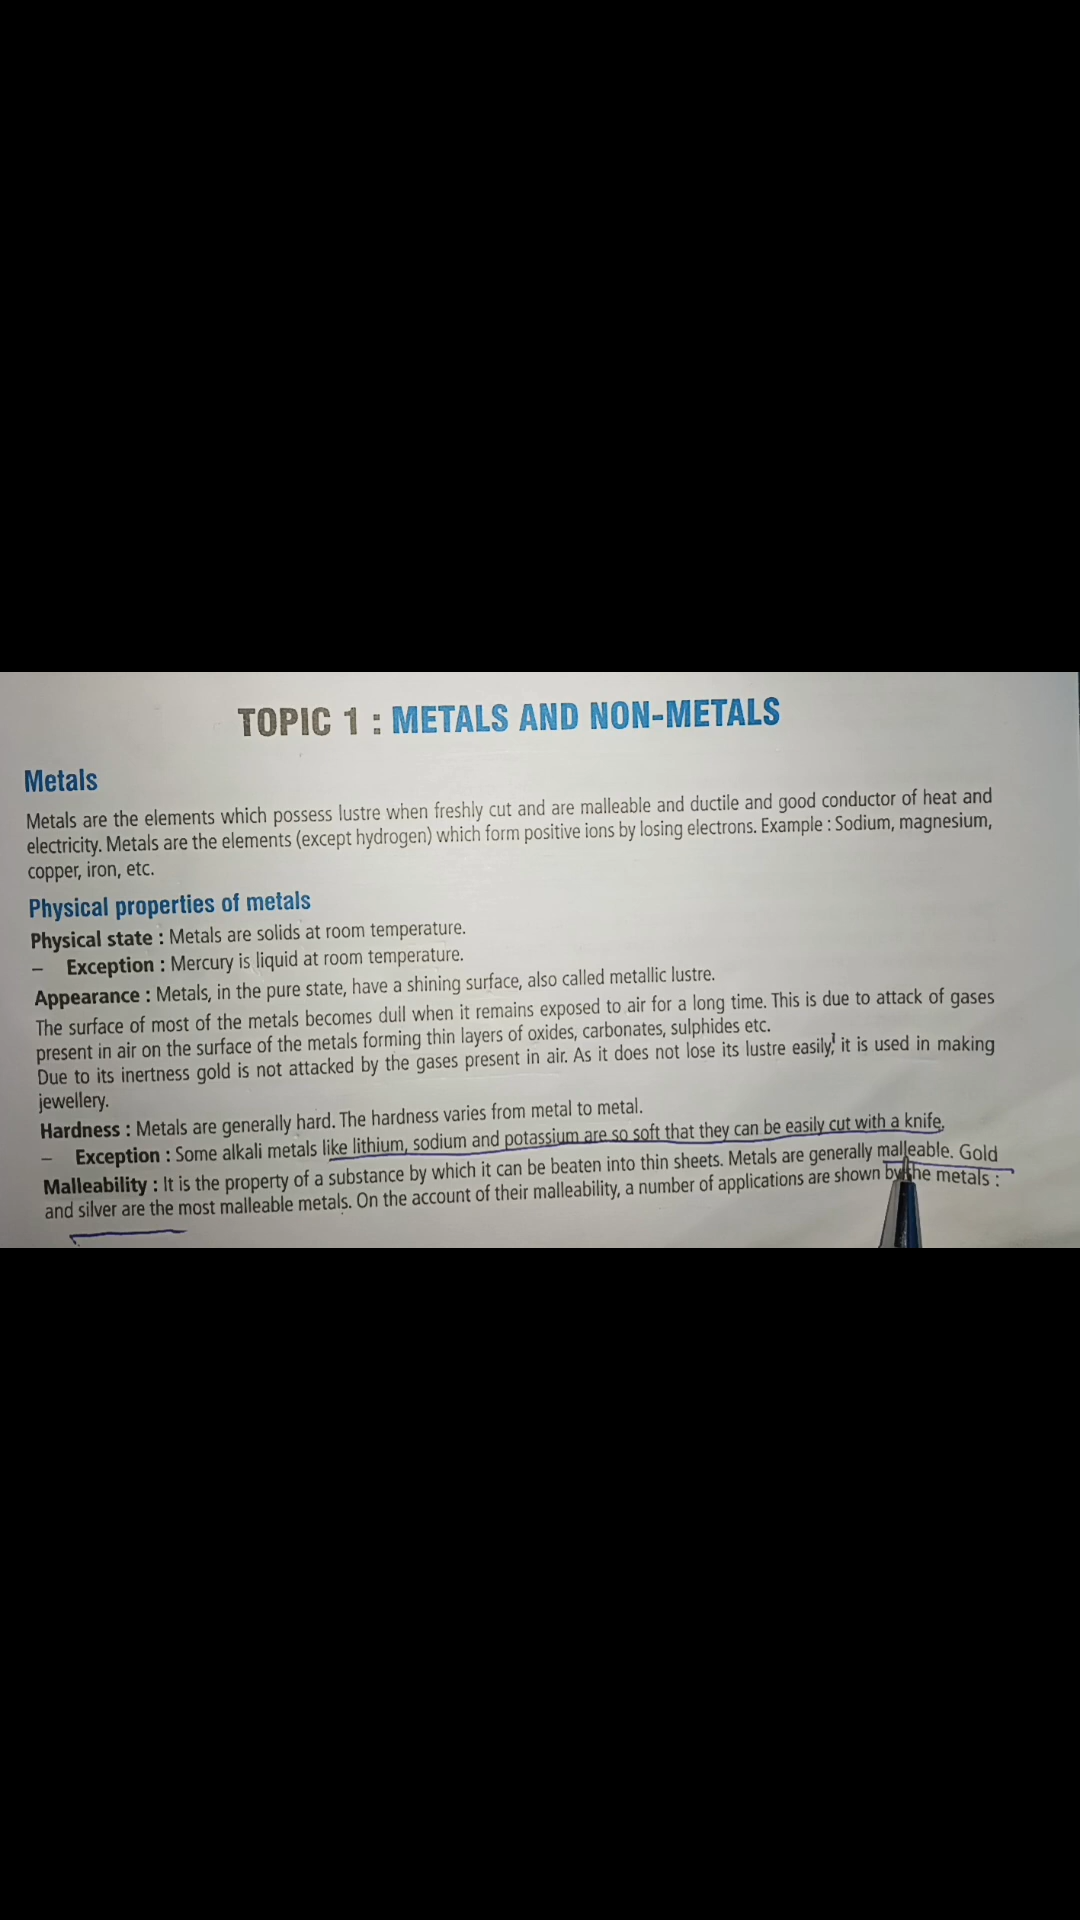 TOPIC 1 : METALS AND NON-METALS
Metals
Metals are the elements which possess lustre when freshly cut and are malleable and ductile and good conductor of heat and
electricity. Metals are the elements (except hydrogen) which form positive ions by losing electrons. Example : Sodium, magnesium,
copper, iron, etc.
Physical properties of metals
Physical state : Metals are solids at room temperature.
– Exception : Mercury is liquid at room temperature.
Appearance : Metals, in the pure state, have a shining surface, also called metallic lustre.
The surface of most of the metals becomes dull when it remains exposed to air for a long time. This is due to attack of gases
present in air on the surface of the metals forming thin layers of oxides, carbonates, sulphides etc.
Due to its inertness gold is not attacked by the gases present in air. As it does not lose its lustre easily, it is used in making
jewellery.
Hardness : Metals are generally hard. The hardness varies from metal to metal.
– Exception : Some alkali metals like lithium, sodium and potassium are so soft that they can be easily cut with a knife.
Malleability : It is the property of a substance by which it can be beaten into thin sheets. Metals are generally malleable. Gold
and silver are the most malleable metals. On the account of their malleability, a number of applications are shown by the metals :